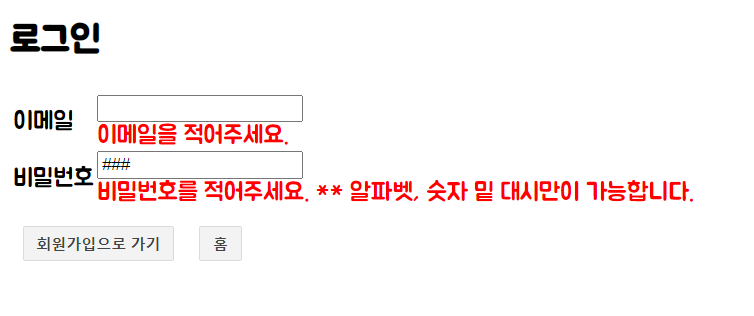 로그인
이메일
이메일을 적어주세요.
비밀번호 ###
비밀번호를 적어주세요. ** 알파벳, 숫자 밑 대시만이 가능합니다.
회원가입으로 가기 홈